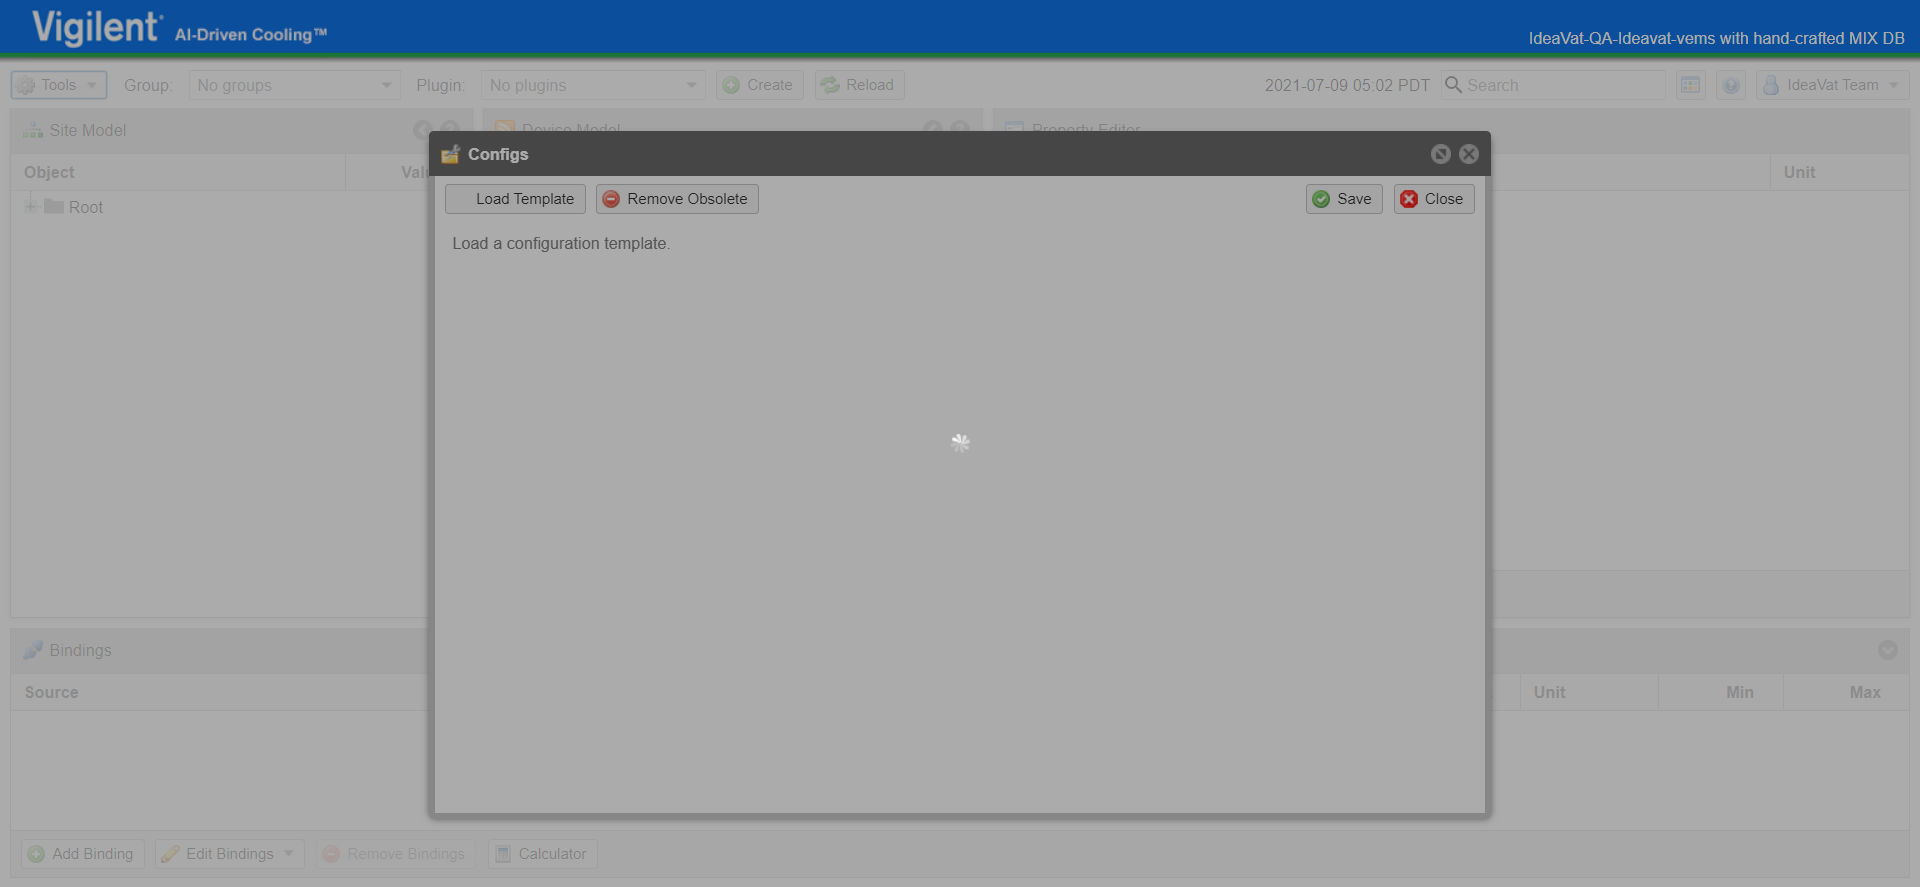 Vigilent AI-Driven Cooling™
IdeaVat-QA-Ideavat-vems with hand-crafted MIX DB
Tools Group: No groups Plugin: No plugins Create Reload 2021-07-09 05:02 PDT Search IdeaVat Team
Site Model Device Model Property Editor
Configs
Object Unit
Load Template Remove Obsolete Save Close
Root
Load a configuration template.
Bindings
Source Unit Min Max
Add Binding Edit Bindings Remove Bindings Calculator